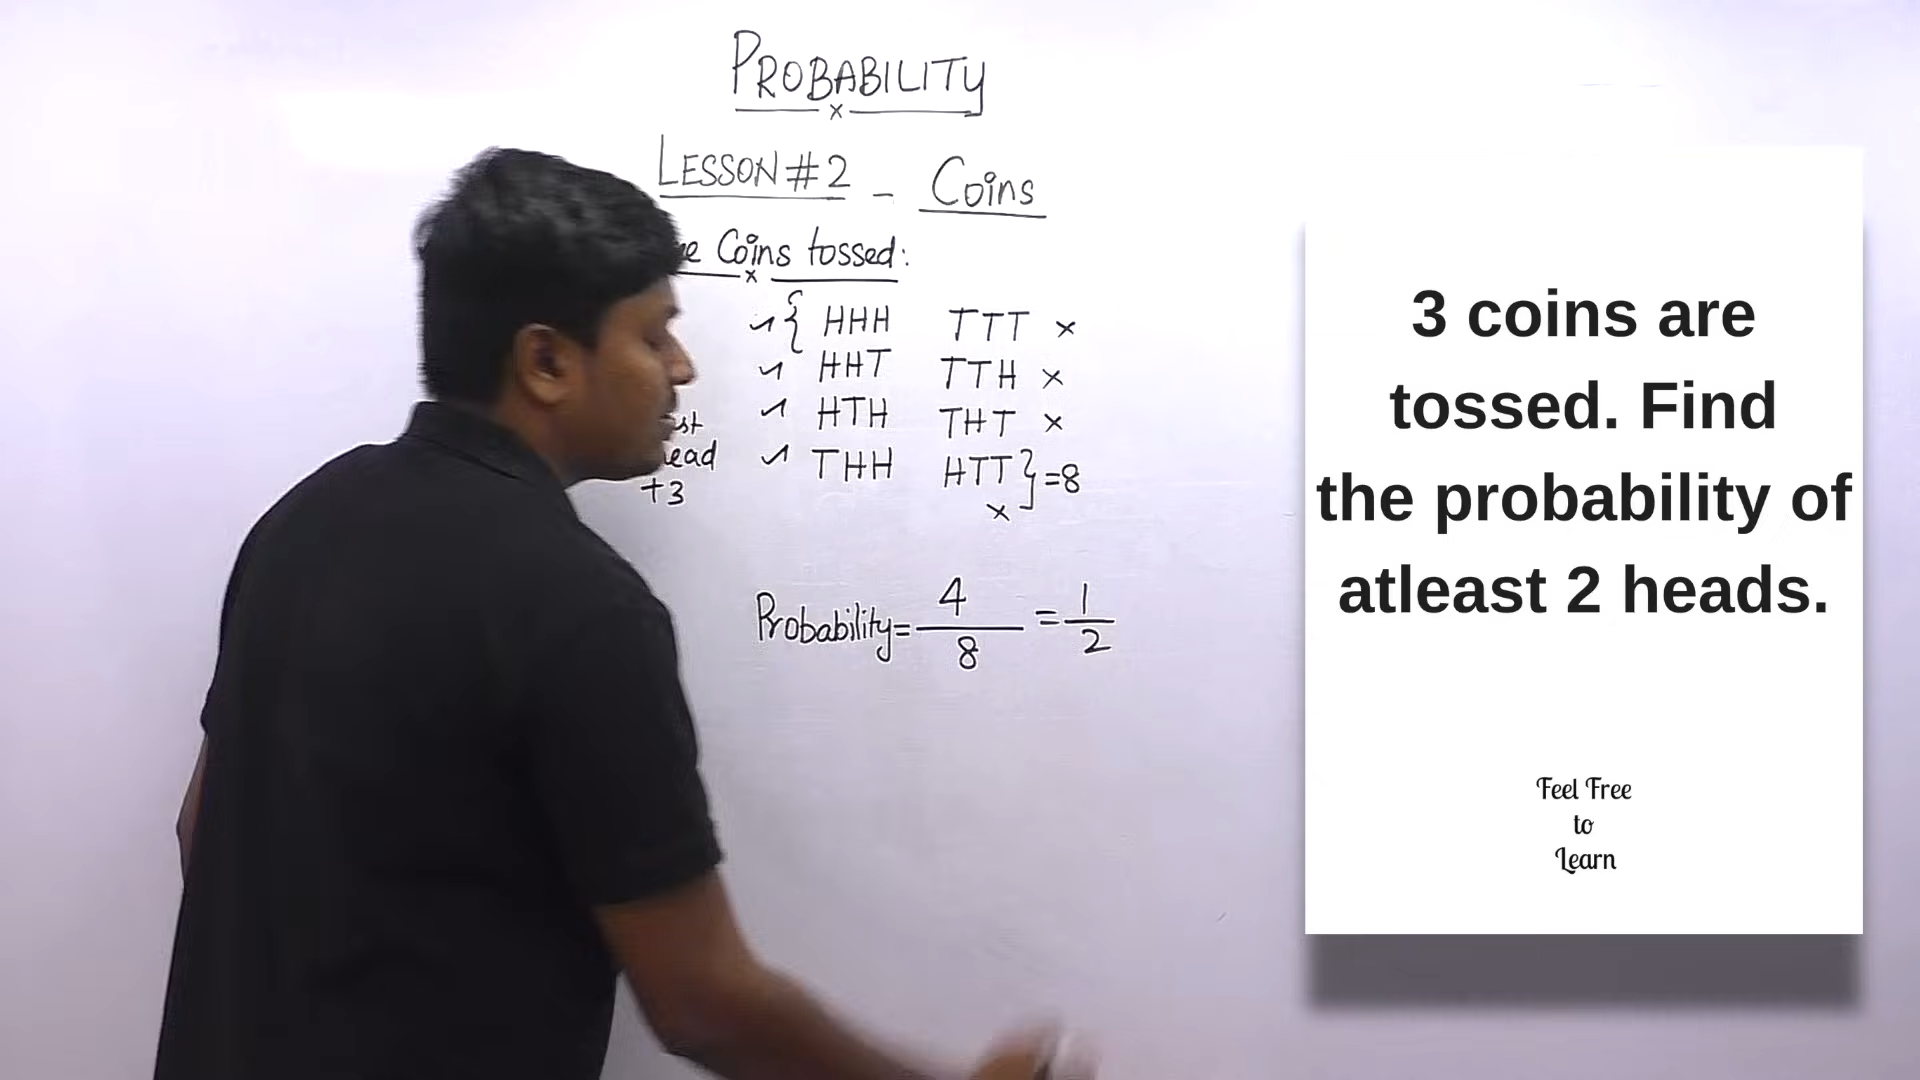 PROBABILITY
x
LESSON #2 - Coins
Coins tossed:
x
✓ { HHH TTT x
✓ HHT TTH x
✓ HTH THT x
✓ THH HTT } = 8
x
+3
Probability = 4/8 = 1/2
3 coins are
tossed. Find
the probability of
atleast 2 heads.
Feel Free
to
Learn